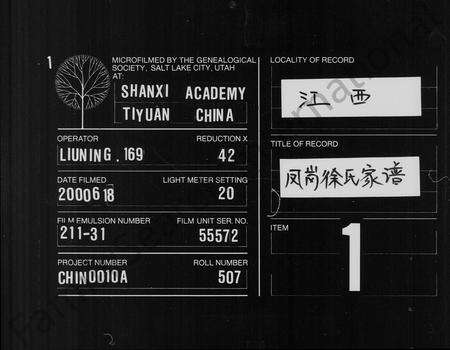 1
MICROFILMED BY THE GENEALOGICAL
SOCIETY, SALT LAKE CITY, UTAH
AT:
SHANXI ACADEMY
TIYUAN CHINA
OPERATOR REDUCTION X
LIUNING.169 42
DATE FILMED LIGHT METER SETTING
2000618 20
FILM EMULSION NUMBER FILM UNIT SER. NO.
211-31 55572
PROJECT NUMBER ROLL NUMBER
CHIN0010A 507
LOCALITY OF RECORD
江西
TITLE OF RECORD
凤岗徐氏家谱
ITEM
1